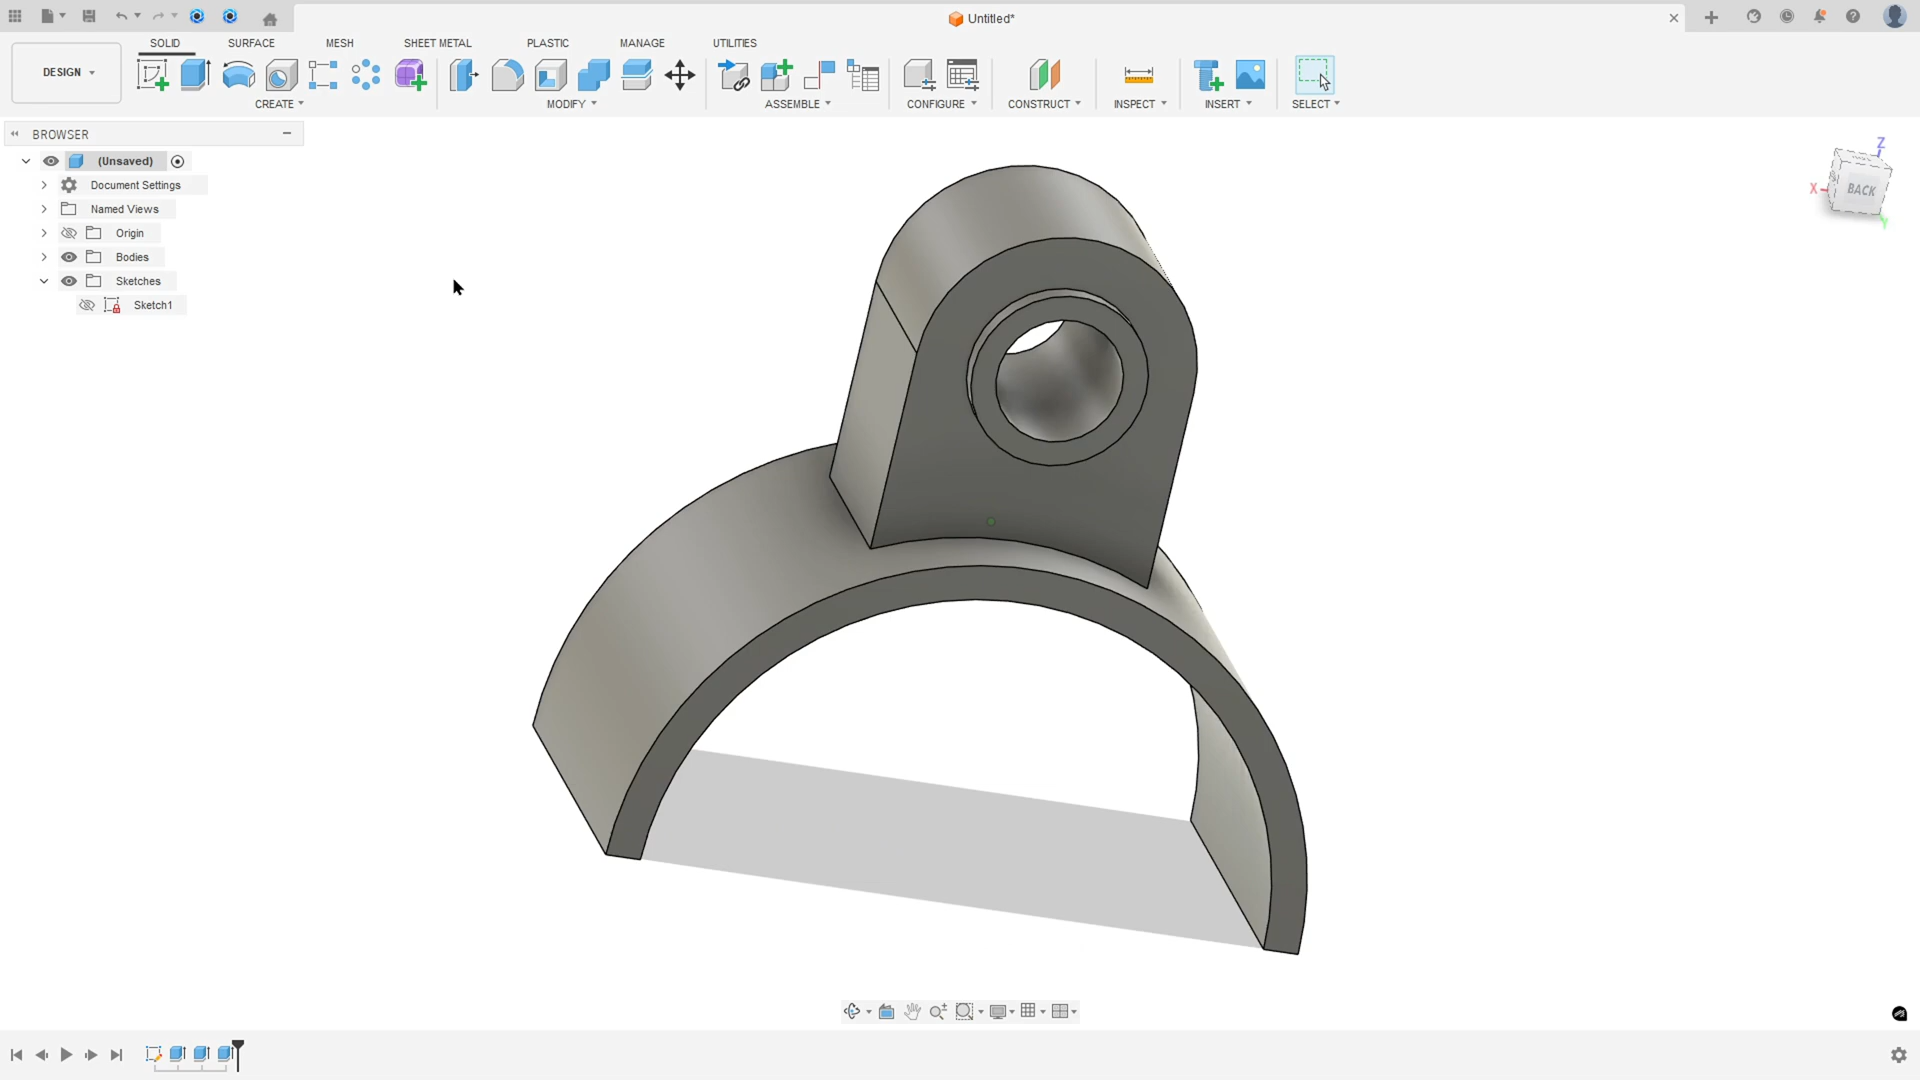 Untitled*
SOLID SURFACE MESH SHEET METAL PLASTIC MANAGE UTILITIES
DESIGN
CREATE MODIFY ASSEMBLE CONFIGURE CONSTRUCT INSPECT INSERT SELECT
BROWSER
(Unsaved)
Document Settings
Named Views
Origin
Bodies
Sketches
Sketch1
Z
X
BACK
Y